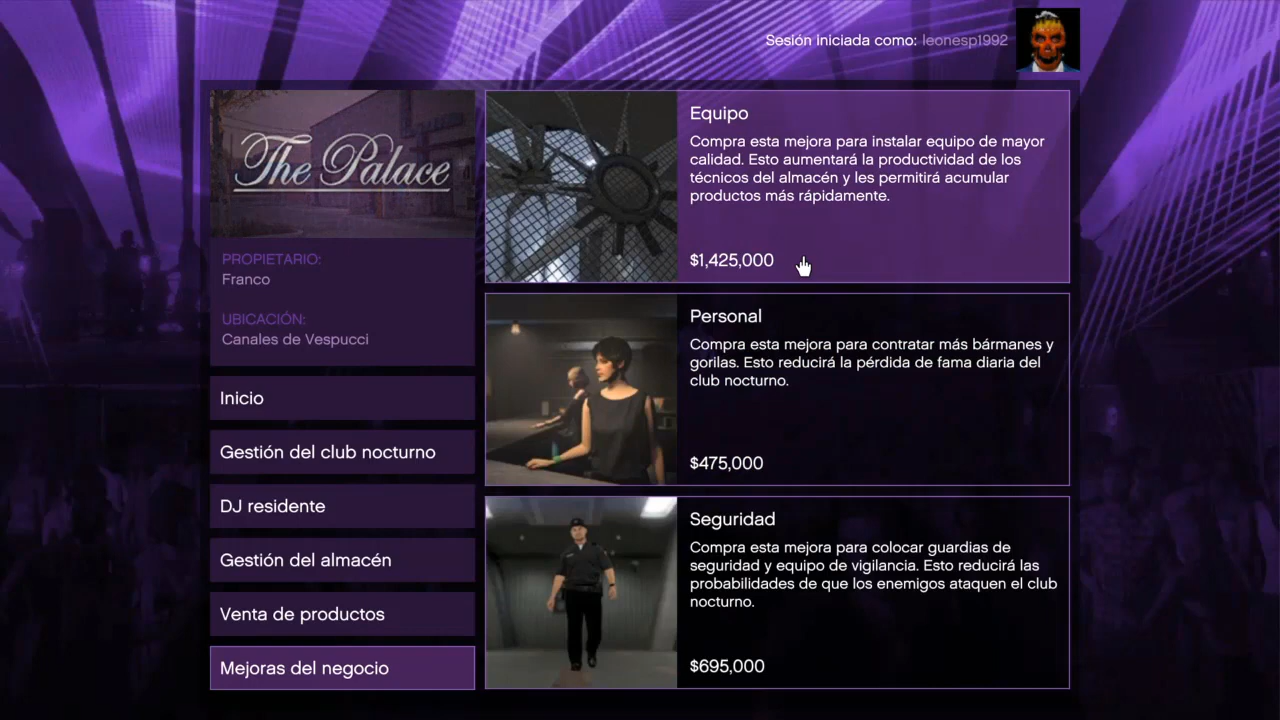 Sesión iniciada como: leonesp1992
The Palace
PROPIETARIO:
Franco
UBICACIÓN:
Canales de Vespucci
Inicio
Gestión del club nocturno
DJ residente
Gestión del almacén
Venta de productos
Mejoras del negocio
Equipo
Compra esta mejora para instalar equipo de mayor
calidad. Esto aumentará la productividad de los
técnicos del almacén y les permitirá acumular
productos más rápidamente.
$1,425,000
Personal
Compra esta mejora para contratar más bármanes y
gorilas. Esto reducirá la pérdida de fama diaria del
club nocturno.
$475,000
Seguridad
Compra esta mejora para colocar guardias de
seguridad y equipo de vigilancia. Esto reducirá las
probabilidades de que los enemigos ataquen el club
nocturno.
$695,000